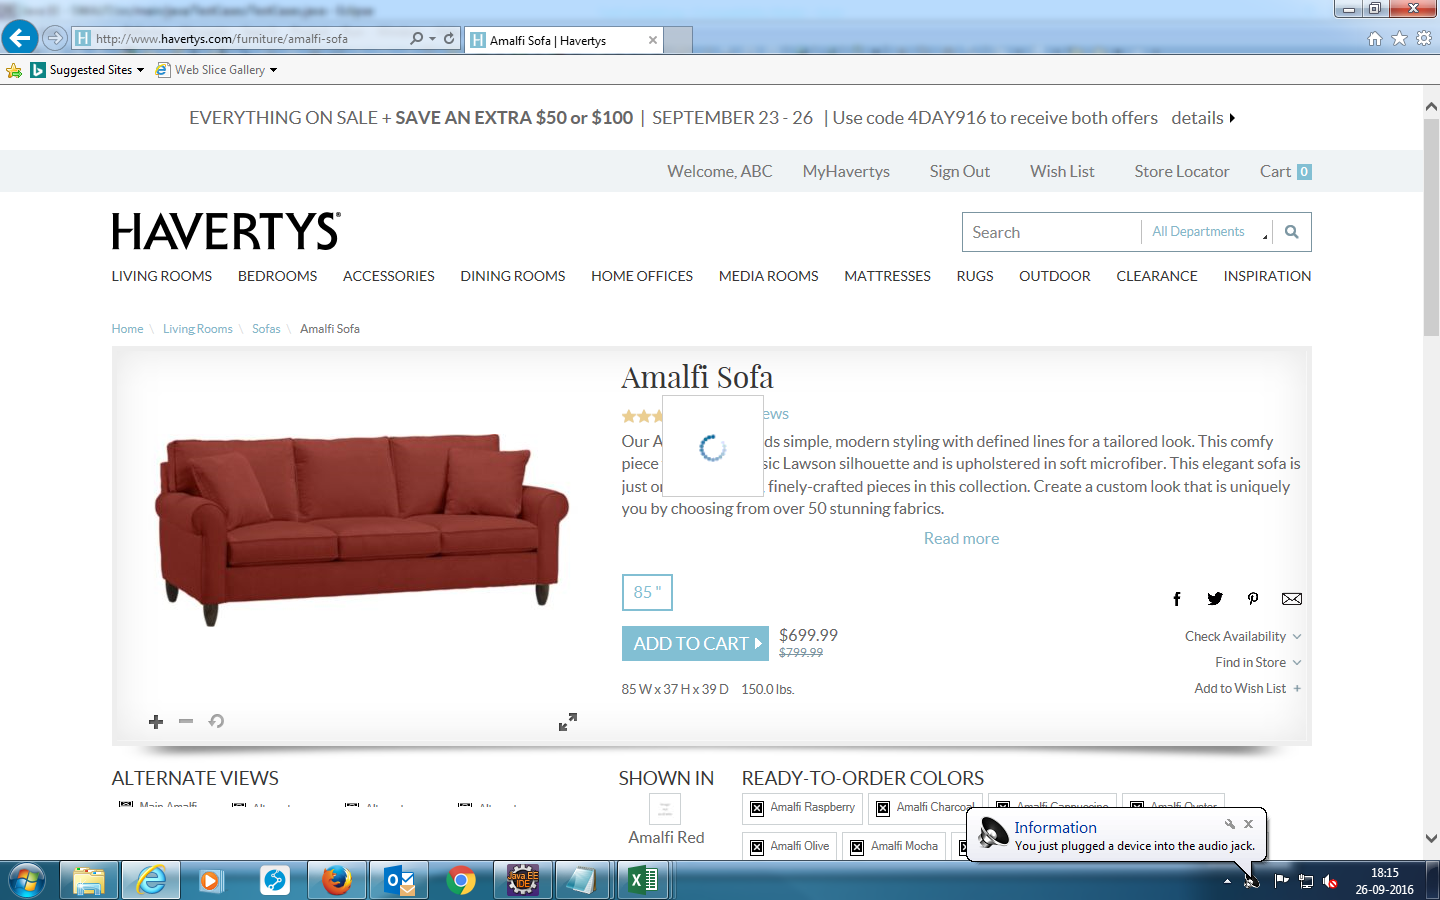 http://www.havertys.com/furniture/amalfi-sofa
Amalfi Sofa | Havertys
Suggested Sites
Web Slice Gallery
EVERYTHING ON SALE + SAVE AN EXTRA $50 or $100 | SEPTEMBER 23 - 26 | Use code 4DAY916 to receive both offers details
Welcome, ABC MyHavertys Sign Out Wish List Store Locator Cart 0
HAVERTYS
Search All Departments
LIVING ROOMS BEDROOMS ACCESSORIES DINING ROOMS HOME OFFICES MEDIA ROOMS MATTRESSES RUGS OUTDOOR CLEARANCE INSPIRATION
Home \ Living Rooms \ Sofas \ Amalfi Sofa
Amalfi Sofa
ews
Our A ds simple, modern styling with defined lines for a tailored look. This comfy
piece sic Lawson silhouette and is upholstered in soft microfiber. This elegant sofa is
just or finely-crafted pieces in this collection. Create a custom look that is uniquely
you by choosing from over 50 stunning fabrics.
Read more
85 "
ADD TO CART
$699.99
$799.99
Check Availability
Find in Store
Add to Wish List +
85 W x 37 H x 39 D 150.0 lbs.
ALTERNATE VIEWS
SHOWN IN
Amalfi Red
READY-TO-ORDER COLORS
Amalfi Raspberry Amalfi Charcoal Amalfi Cappuccino Amalfi Oyster
Amalfi Olive Amalfi Mocha
Information
You just plugged a device into the audio jack.
Java EE
IDE
18:15
26-09-2016